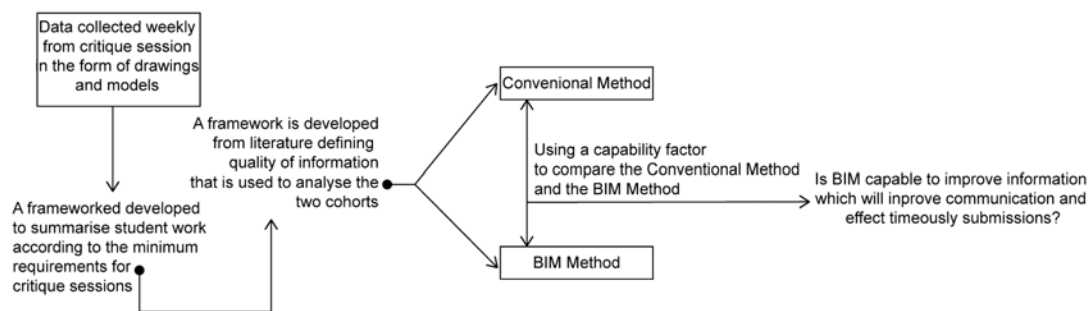 Data collected weekly
from critique session
n the form of drawings
and models
A frameworked developed
to summarise student work
according to the minimum
requirements for
critique sessions
A framework is developed
from literature defining
quality of information
that is used to analyse the
two cohorts
Convenional Method
Using a capability factor
to compare the Conventional Method
and the BIM Method
BIM Method
Is BIM capable to improve information
which will inprove communication and
effect timeously submissions?